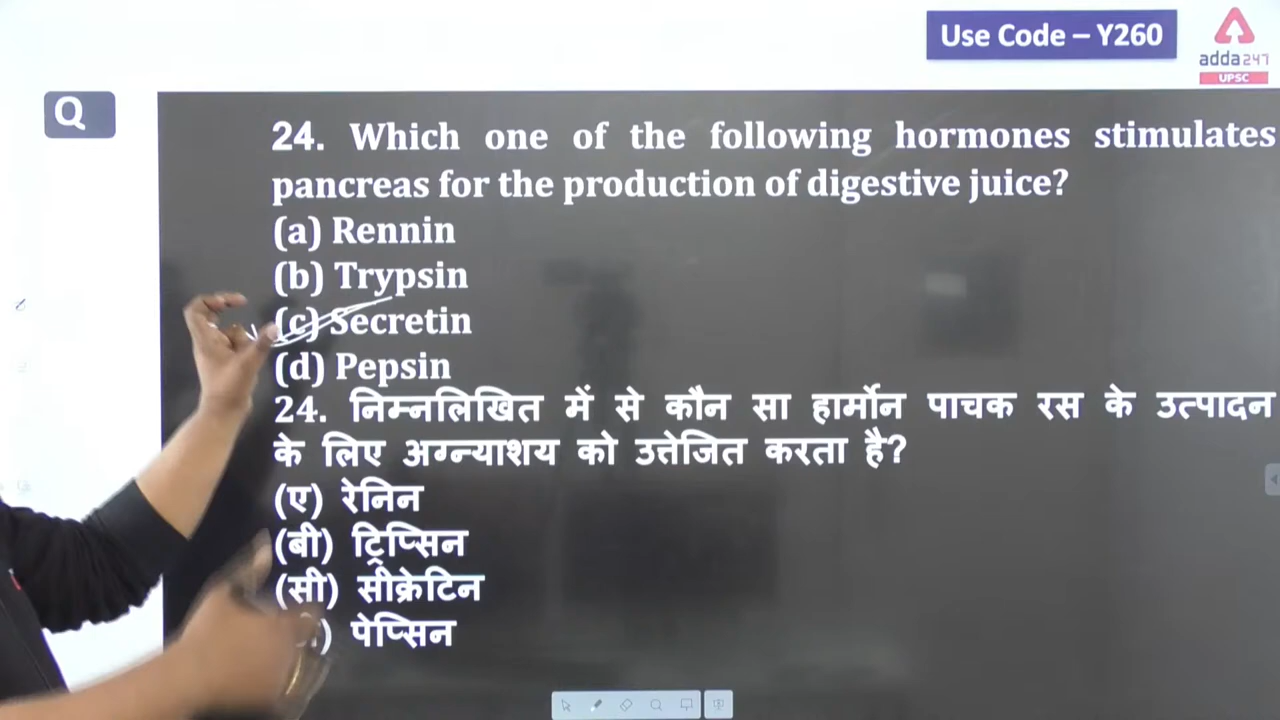 Use Code – Y260
adda247
UPSC
Q
24. Which one of the following hormones stimulates
pancreas for the production of digestive juice?
(a) Rennin
(b) Trypsin
(c) Secretin
(d) Pepsin
24. निम्नलिखित में से कौन सा हार्मोन पाचक रस के उत्पादन
के लिए अग्न्याशय को उत्तेजित करता है?
(ए) रेनिन
(बी) ट्रिप्सिन
(सी) सीक्रेटिन
पेप्सिन